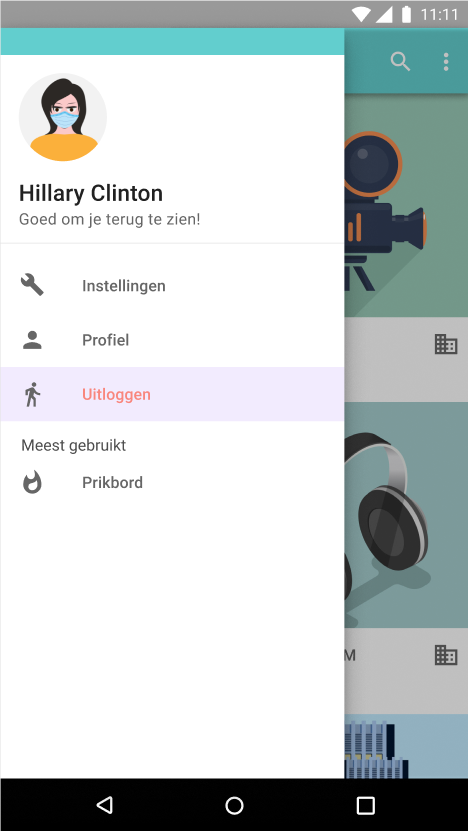 11:11
Hillary Clinton
Goed om je terug te zien!
Instellingen
Profiel
Uitloggen
Meest gebruikt
Prikbord
M